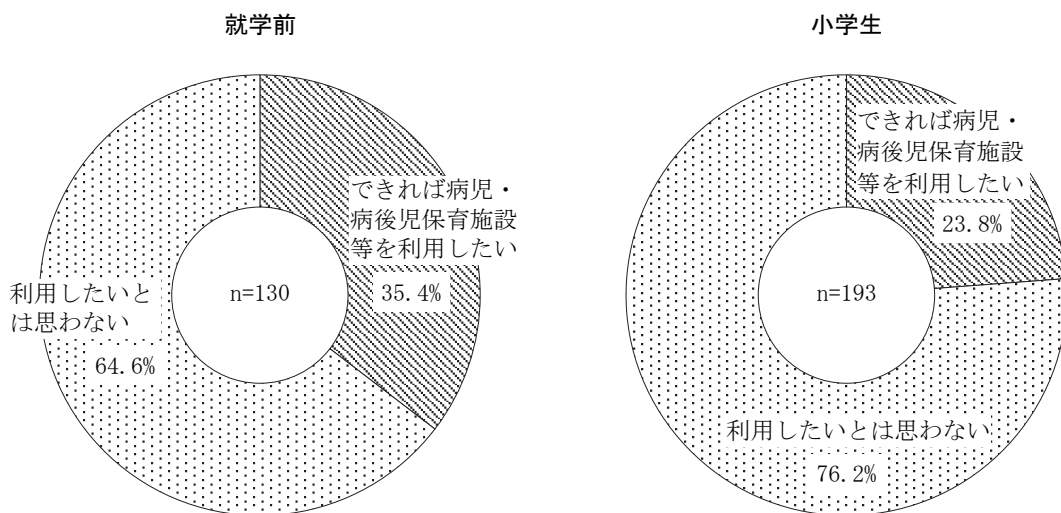 就学前
できれば病児・
病後児保育施設
等を利用したい
35.4%
n=130
利用したいと
は思わない
64.6%
小学生
できれば病児・
病後児保育施設
等を利用したい
23.8%
n=193
利用したいとは思わない
76.2%